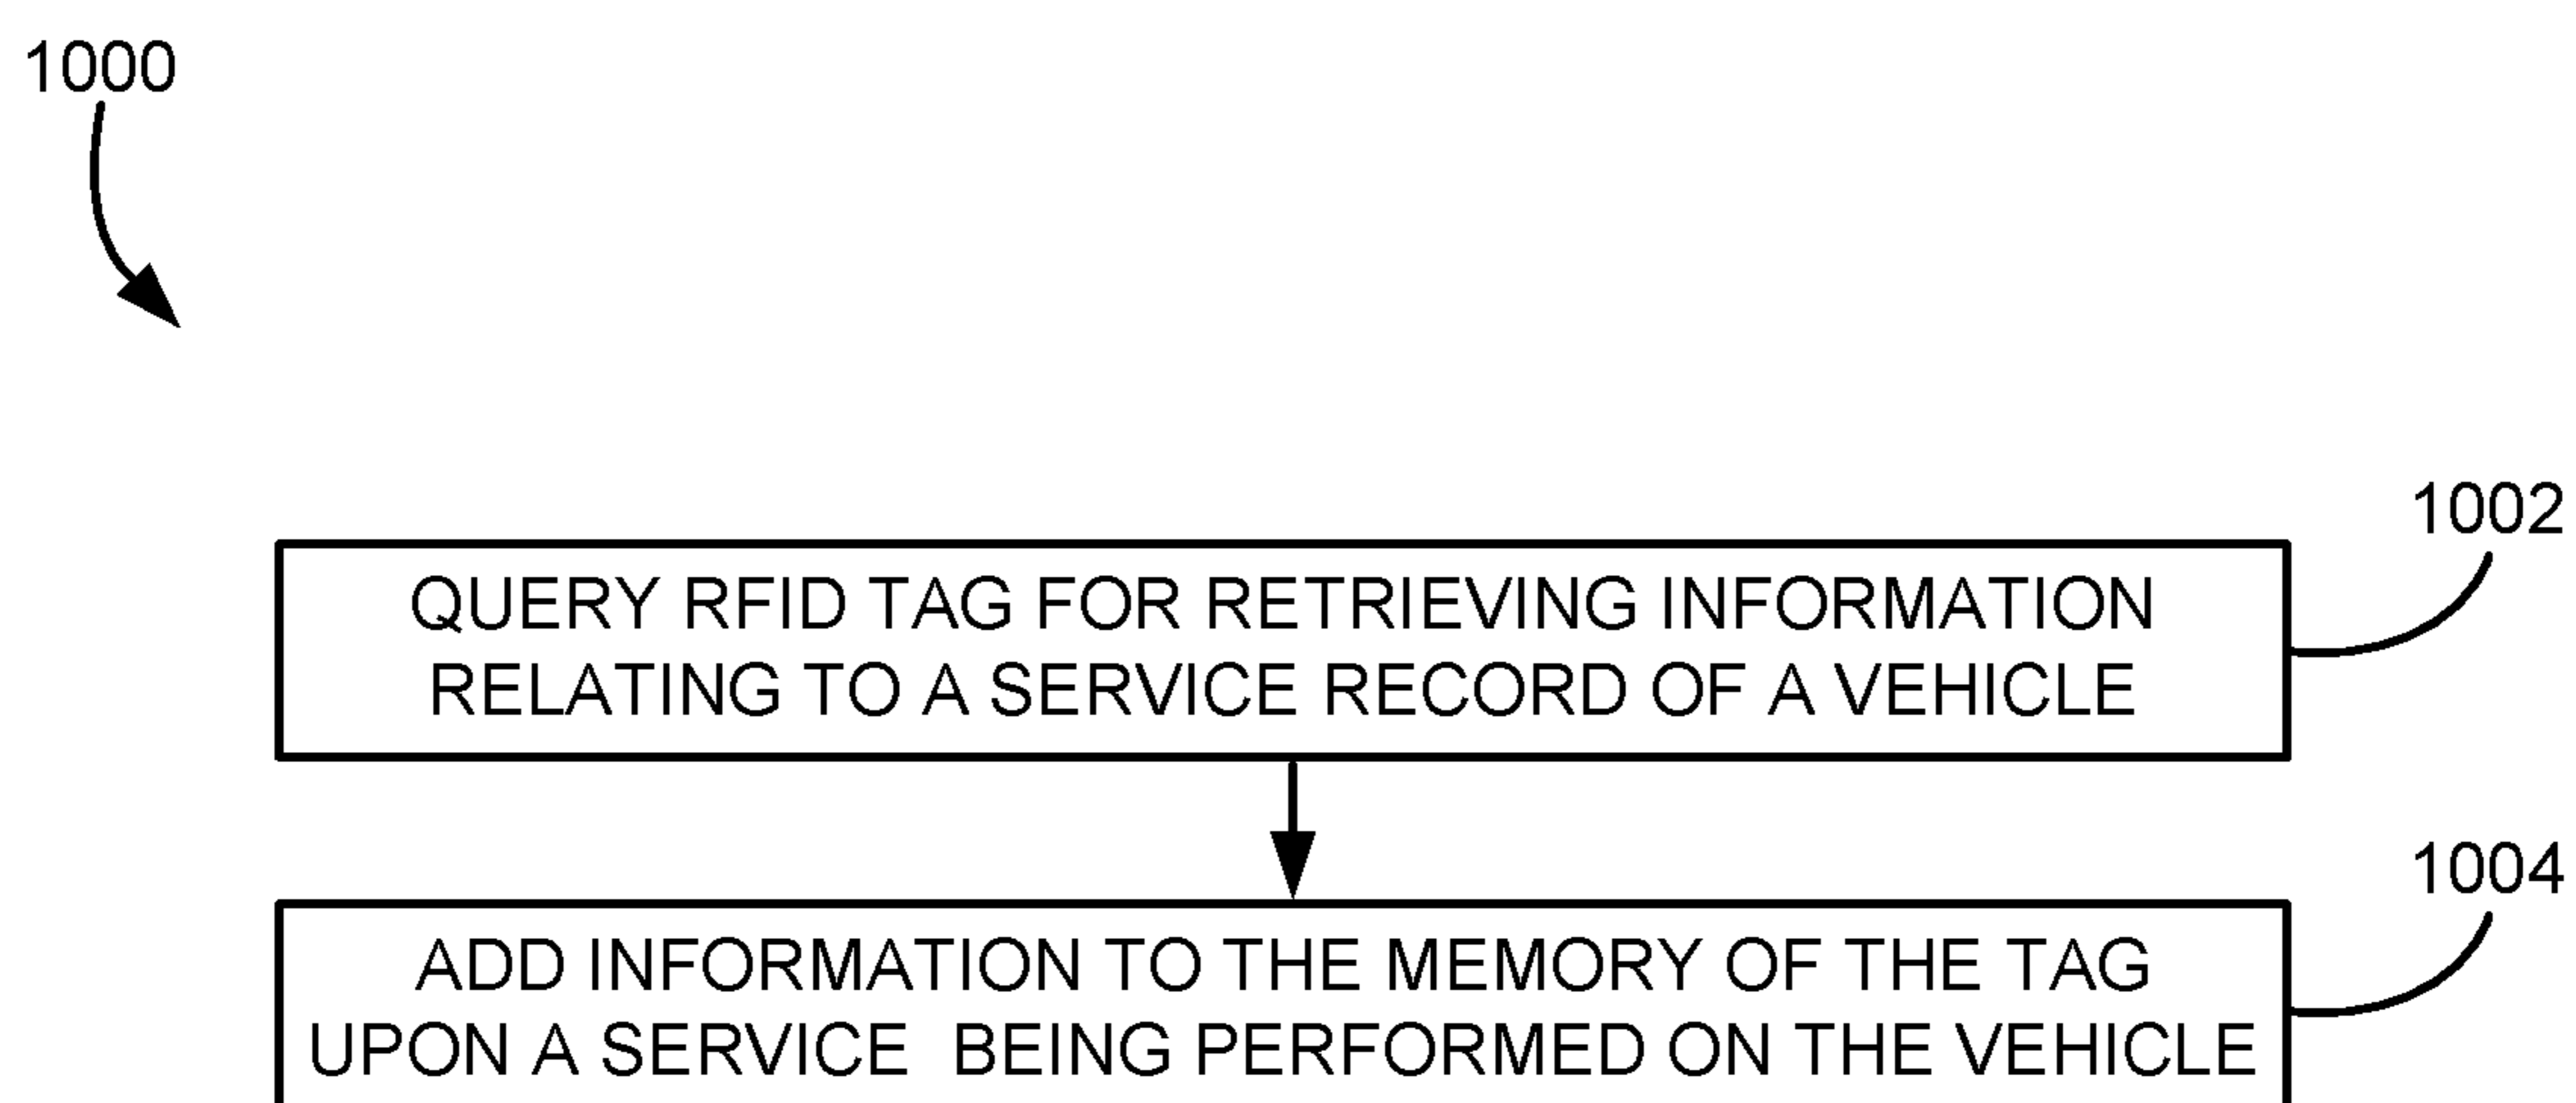 1000
1002
QUERY RFID TAG FOR RETRIEVING INFORMATION
RELATING TO A SERVICE RECORD OF A VEHICLE
1004
ADD INFORMATION TO THE MEMORY OF THE TAG
UPON A SERVICE BEING PERFORMED ON THE VEHICLE